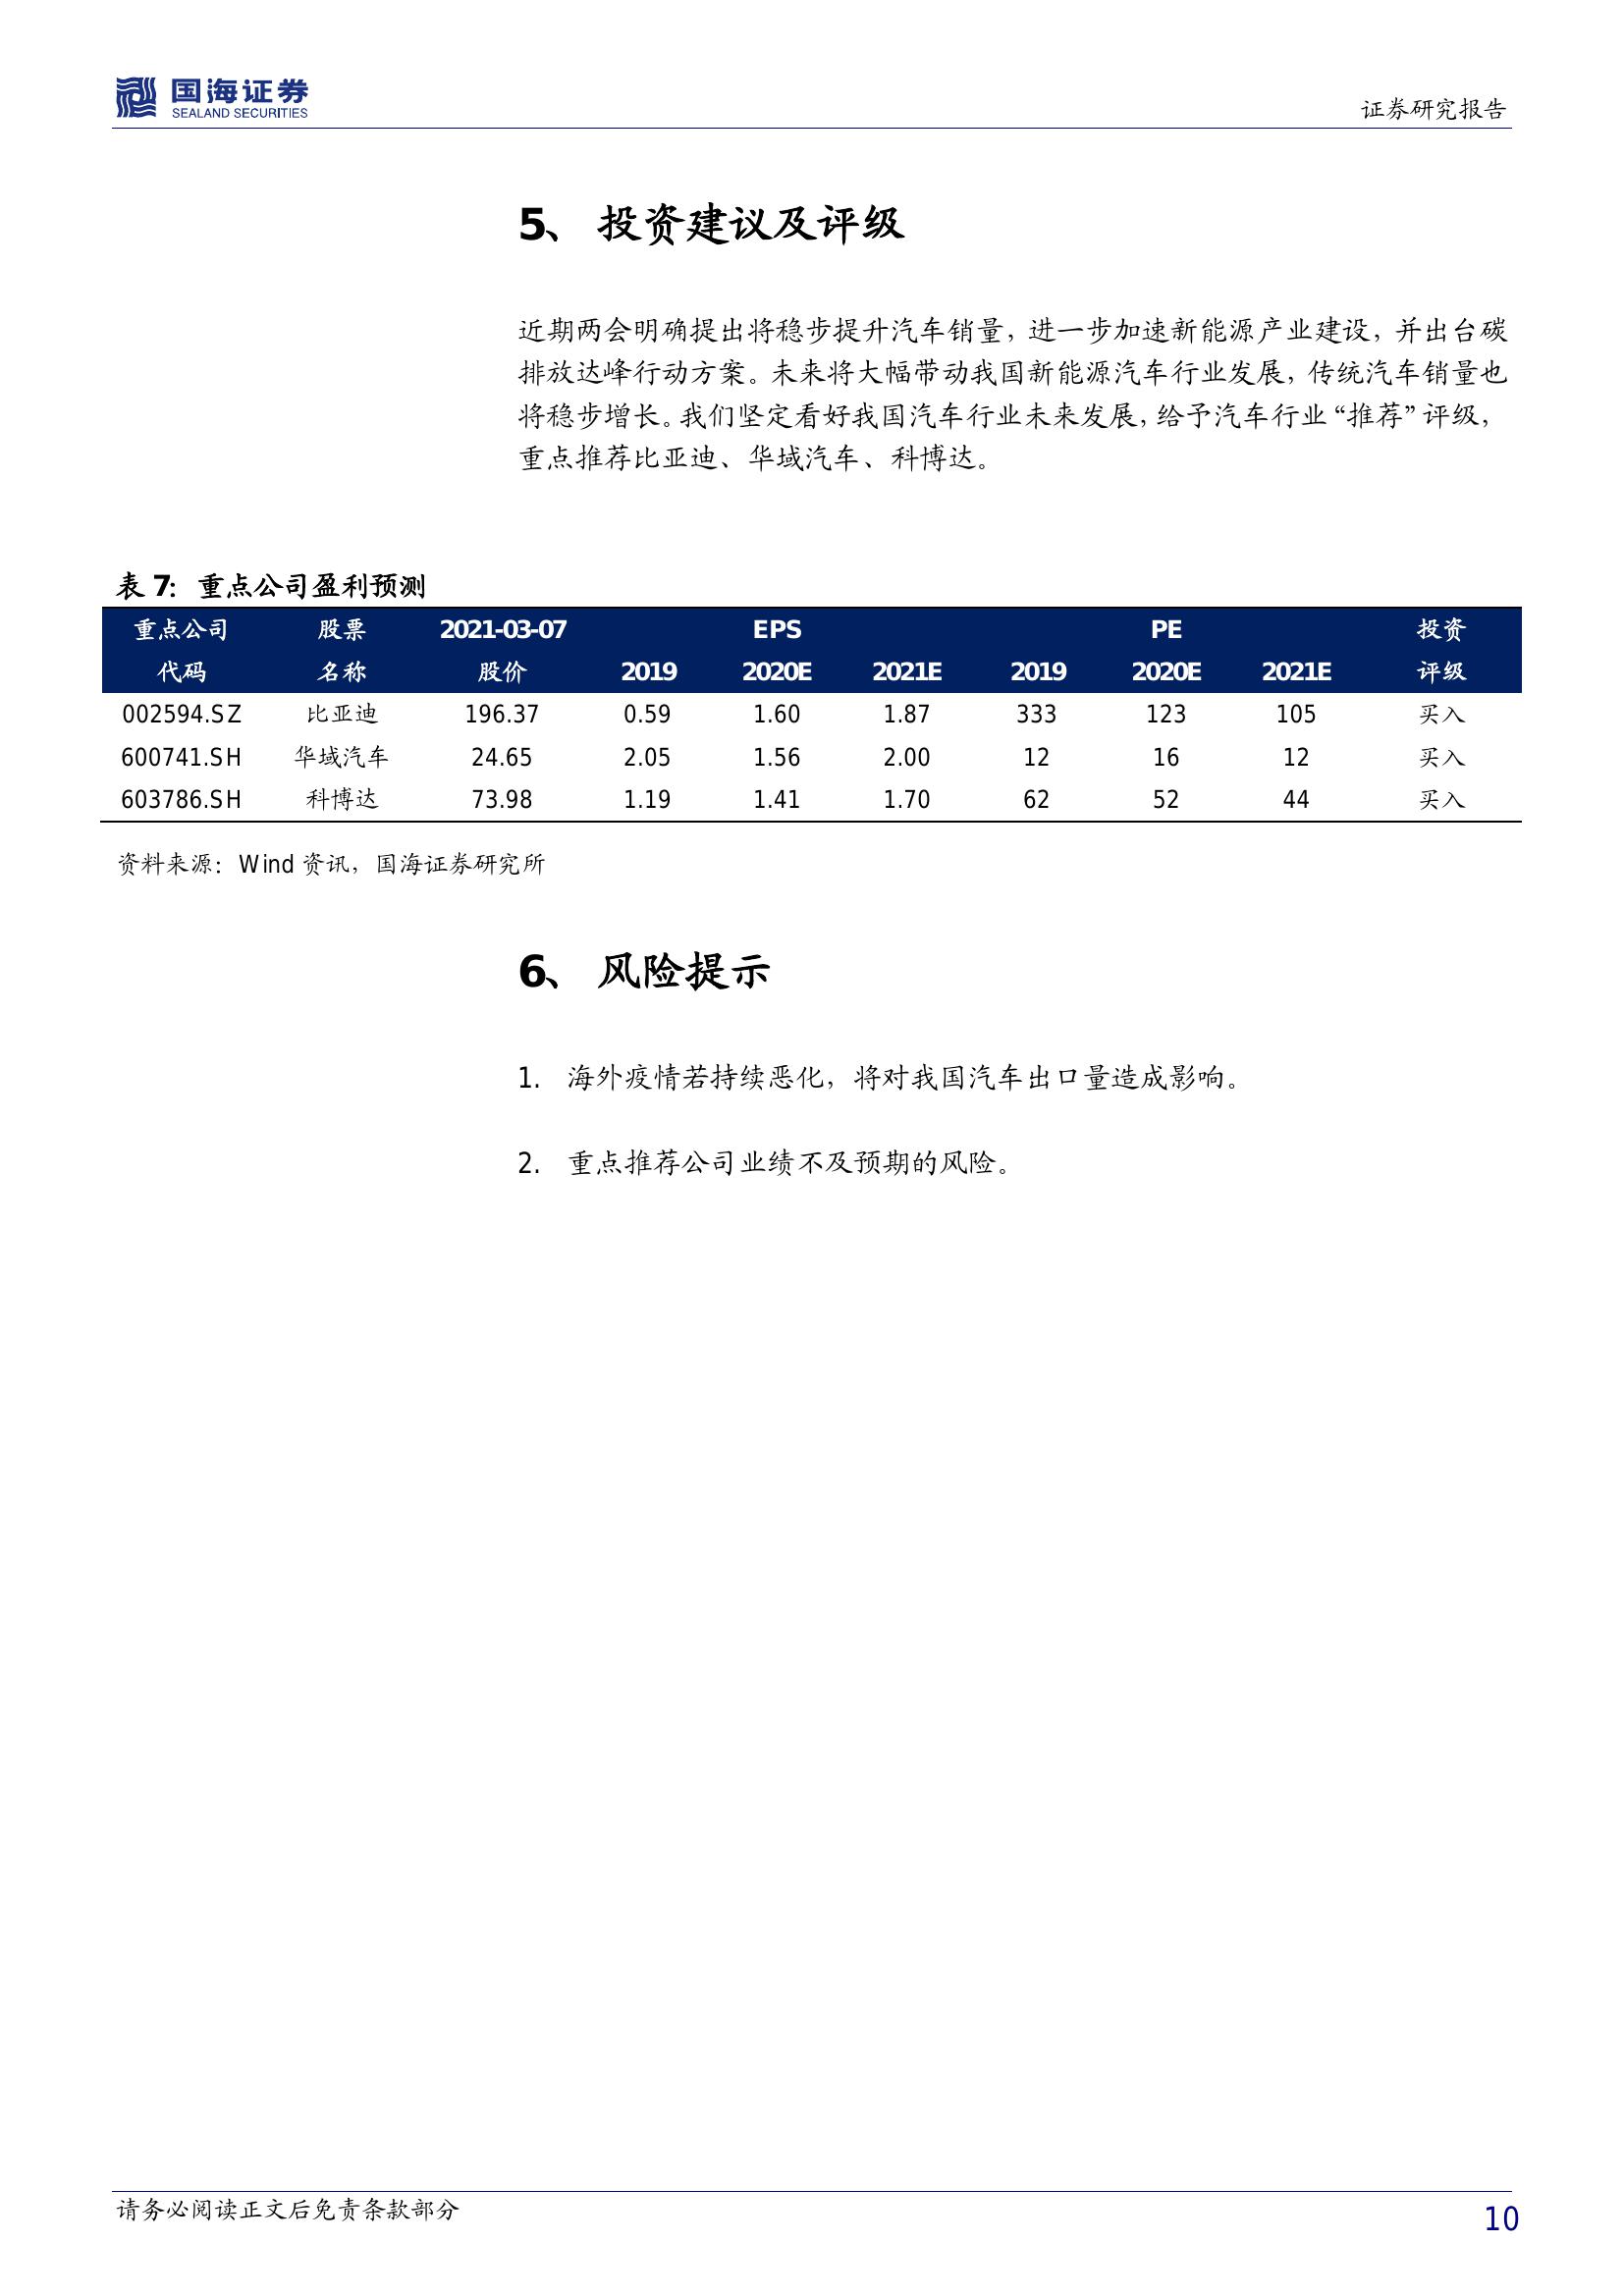 国海证券
SEALAND SECURITIES
证券研究报告
5、 投资建议及评级
近期两会明确提出将稳步提升汽车销量，进一步加速新能源产业建设，并出台碳
排放达峰行动方案。未来将大幅带动我国新能源汽车行业发展，传统汽车销量也
将稳步增长。我们坚定看好我国汽车行业未来发展，给予汽车行业“推荐”评级，
重点推荐比亚迪、华域汽车、科博达。
表 7: 重点公司盈利预测
重点公司 股票 2021-03-07 EPS PE 投资
代码 名称 股价 2019 2020E 2021E 2019 2020E 2021E 评级
002594.SZ 比亚迪 196.37 0.59 1.60 1.87 333 123 105 买入
600741.SH 华域汽车 24.65 2.05 1.56 2.00 12 16 12 买入
603786.SH 科博达 73.98 1.19 1.41 1.70 62 52 44 买入
资料来源：Wind 资讯，国海证券研究所
6、 风险提示
1. 海外疫情若持续恶化，将对我国汽车出口量造成影响。
2. 重点推荐公司业绩不及预期的风险。
请务必阅读正文后免责条款部分
10